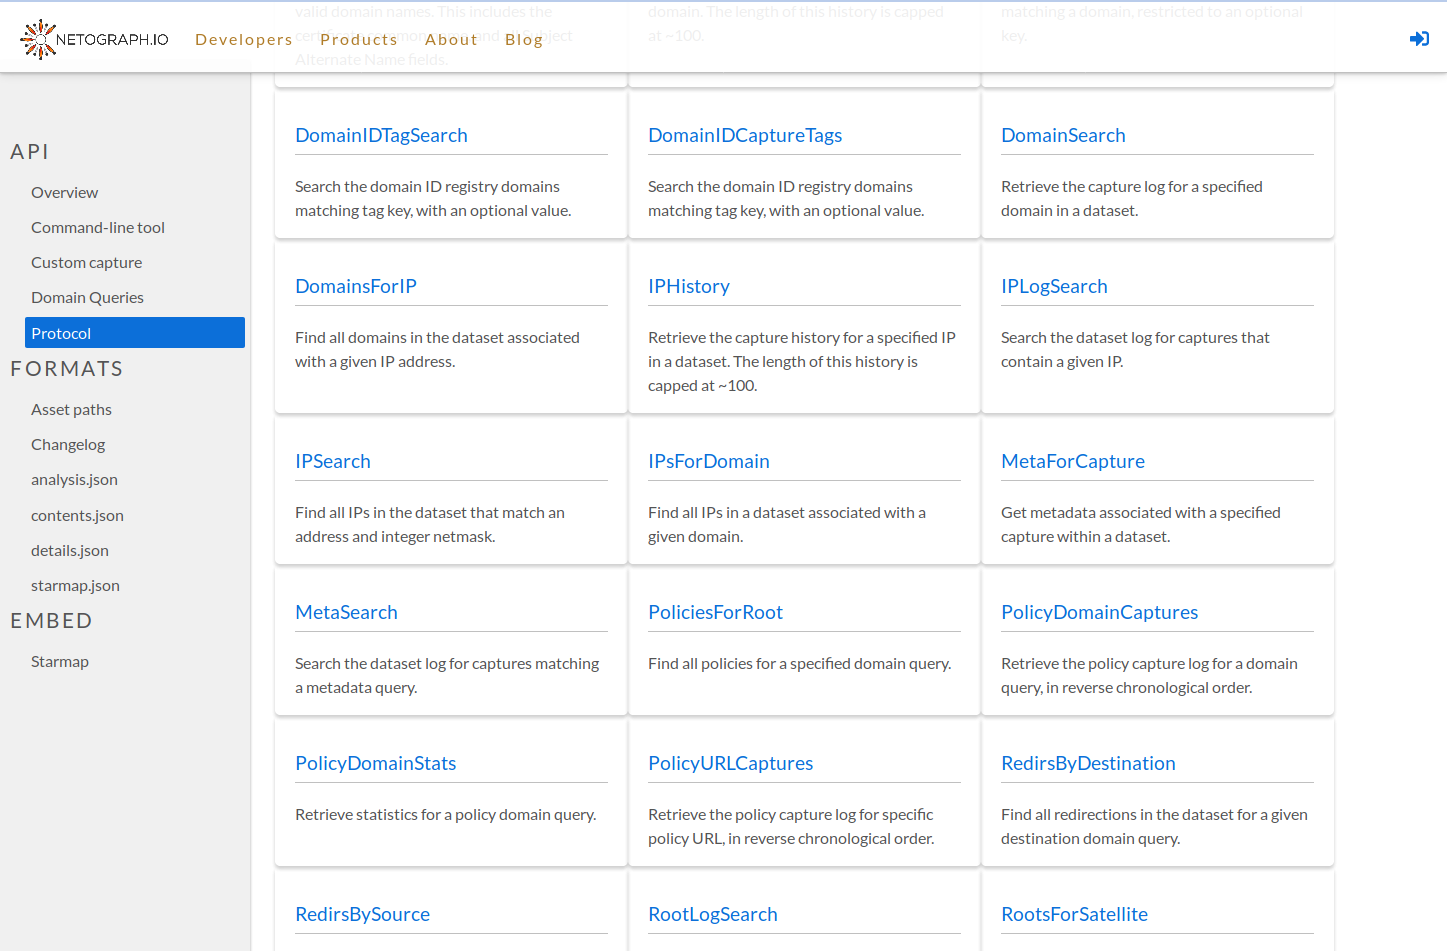 NETOGRAPH.IO
Developers
Products
About
Blog
valid domain names. This includes the
Alternate Name fields.
domain. The length of this history is capped
at ~100.
matching a domain, restricted to an optional
key.
API
Overview
Command-line tool
Custom capture
Domain Queries
Protocol
FORMATS
Asset paths
Changelog
analysis.json
contents.json
details.json
starmap.json
EMBED
Starmap
DomainIDTagSearch
Search the domain ID registry domains
matching tag key, with an optional value.
DomainIDCaptureTags
Search the domain ID registry domains
matching tag key, with an optional value.
DomainSearch
Retrieve the capture log for a specified
domain in a dataset.
DomainsForIP
Find all domains in the dataset associated
with a given IP address.
IPHistory
Retrieve the capture history for a specified IP
in a dataset. The length of this history is
capped at ~100.
IPLogSearch
Search the dataset log for captures that
contain a given IP.
IPSearch
Find all IPs in the dataset that match an
address and integer netmask.
IPsForDomain
Find all IPs in a dataset associated with a
given domain.
MetaForCapture
Get metadata associated with a specified
capture within a dataset.
MetaSearch
Search the dataset log for captures matching
a metadata query.
PoliciesForRoot
Find all policies for a specified domain query.
PolicyDomainCaptures
Retrieve the policy capture log for a domain
query, in reverse chronological order.
PolicyDomainStats
Retrieve statistics for a policy domain query.
PolicyURLCaptures
Retrieve the policy capture log for specific
policy URL, in reverse chronological order.
RedirsByDestination
Find all redirections in the dataset for a given
destination domain query.
RedirsBySource
RootLogSearch
RootsForSatellite